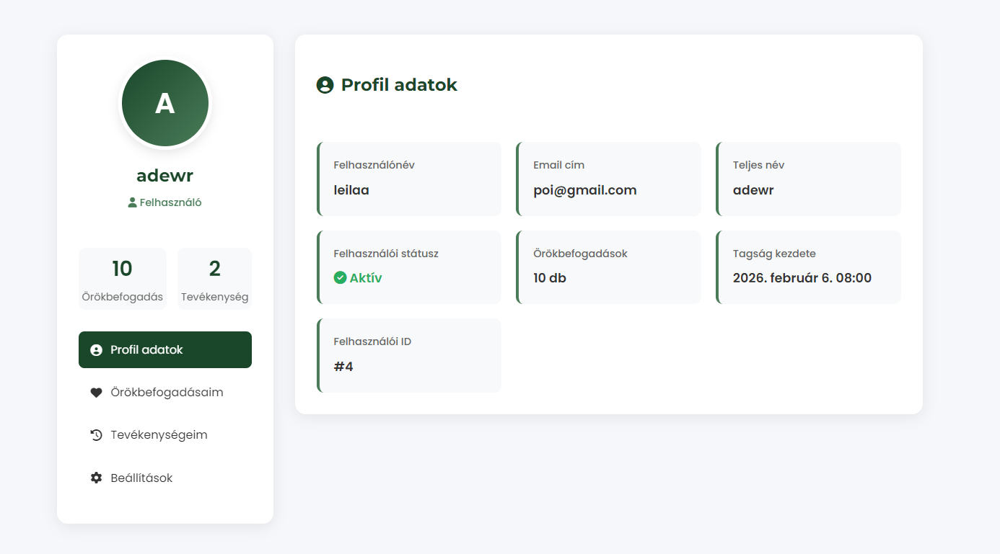 A
adewr
Felhasználó
10
Örökbefogadás
2
Tevékenység
Profil adatok
Örökbefogadásaim
Tevékenységeim
Beállítások
Profil adatok
Felhasználónév
leilaa
Email cím
poi@gmail.com
Teljes név
adewr
Felhasználói státusz
Aktív
Örökbefogadások
10 db
Tagság kezdete
2026. február 6. 08:00
Felhasználói ID
#4